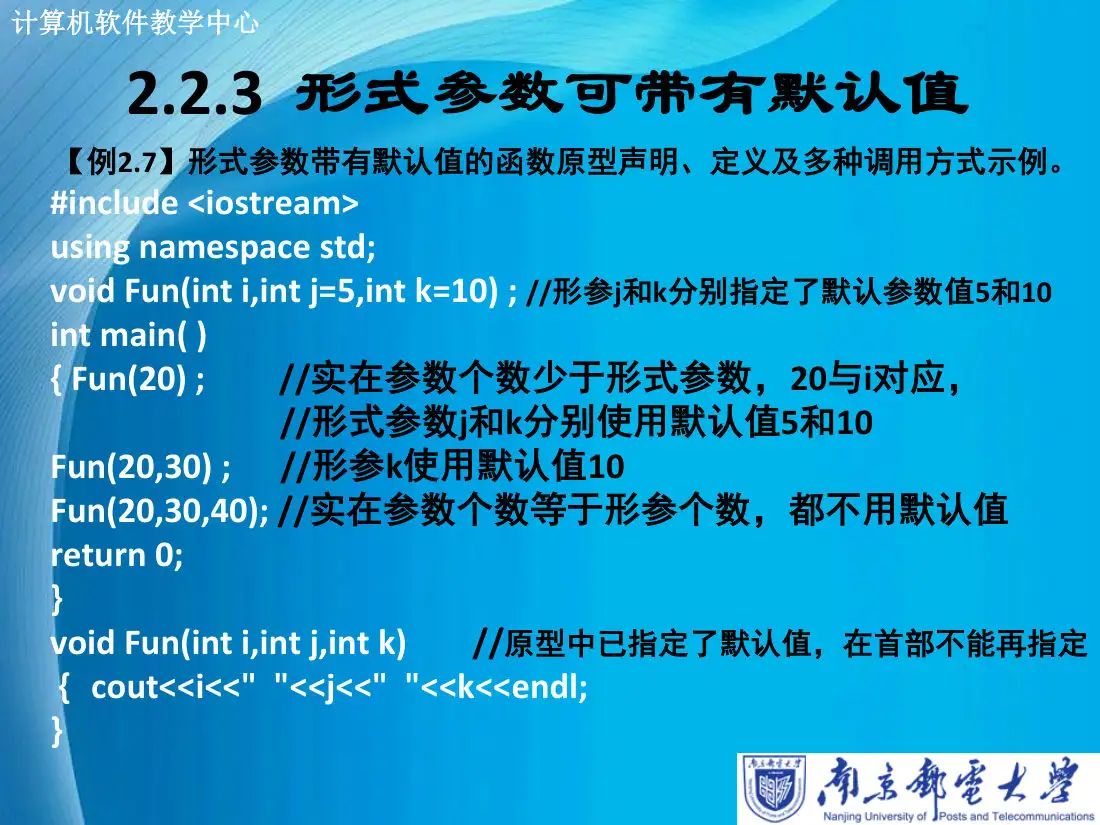 计算机软件教学中心
2.2.3 形式参数可带有默认值
【例2.7】形式参数带有默认值的函数原型声明、定义及多种调用方式示例。
#include <iostream>
using namespace std;
void Fun(int i,int j=5,int k=10) ; //形参j和k分别指定了默认参数值5和10
int main( )
{ Fun(20) ; //实在参数个数少于形式参数，20与i对应，
//形式参数j和k分别使用默认值5和10
Fun(20,30) ; //形参k使用默认值10
Fun(20,30,40); //实在参数个数等于形参个数，都不用默认值
return 0;
}
void Fun(int i,int j,int k) //原型中已指定了默认值，在首部不能再指定
{ cout<<i<<" "<<j<<" "<<k<<endl;
}
南京郵電大學
Nanjing University of Posts and Telecommunications